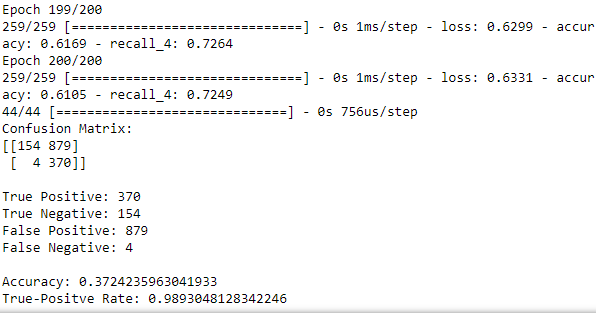 Epoch 199/200
259/259 [==============================] - 0s 1ms/step - loss: 0.6299 - accur
acy: 0.6169 - recall_4: 0.7264
Epoch 200/200
259/259 [==============================] - 0s 1ms/step - loss: 0.6331 - accur
acy: 0.6105 - recall_4: 0.7249
44/44 [==============================] - 0s 756us/step
Confusion Matrix:
[[154 879]
 [  4 370]]

True Positive: 370
True Negative: 154
False Positive: 879
False Negative: 4

Accuracy: 0.3724235963041933
True-Positve Rate: 0.9893048128342246